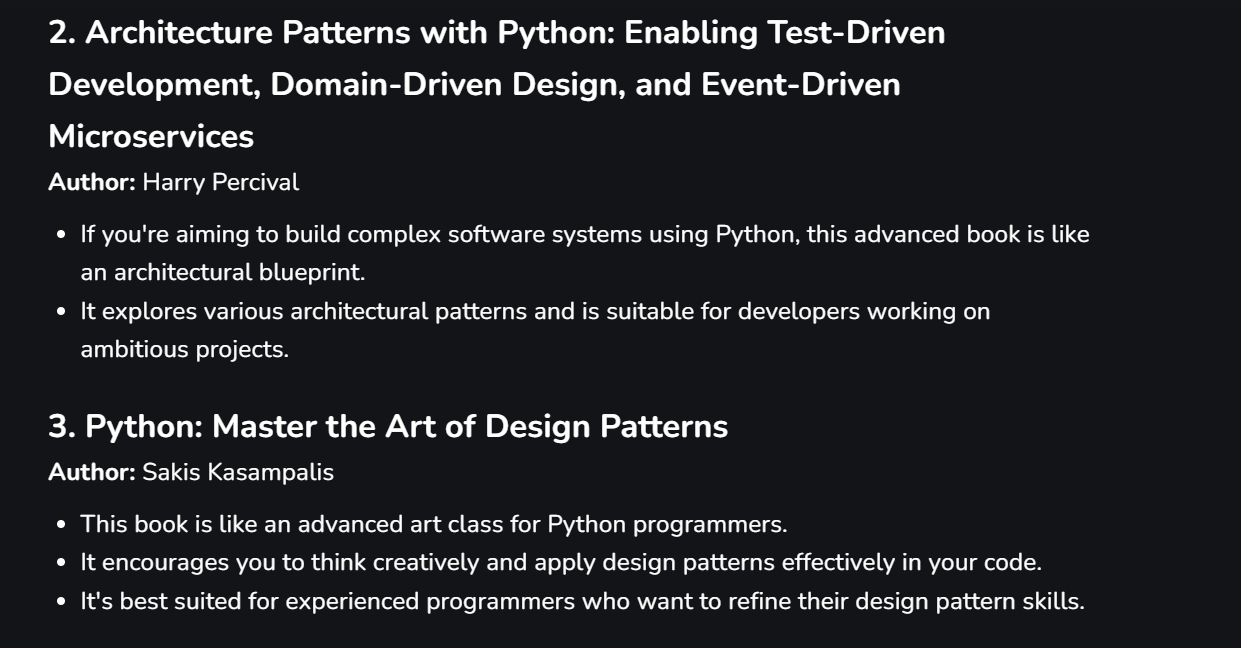 2. Architecture Patterns with Python: Enabling Test-Driven
Development, Domain-Driven Design, and Event-Driven
Microservices
Author: Harry Percival
• If you're aiming to build complex software systems using Python, this advanced book is like
an architectural blueprint.
• It explores various architectural patterns and is suitable for developers working on
ambitious projects.
3. Python: Master the Art of Design Patterns
Author: Sakis Kasampalis
• This book is like an advanced art class for Python programmers.
• It encourages you to think creatively and apply design patterns effectively in your code.
• It's best suited for experienced programmers who want to refine their design pattern skills.